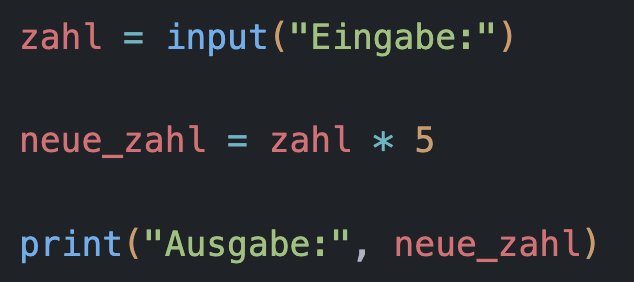 zahl = input("Eingabe:")
neue_zahl = zahl * 5
print("Ausgabe:", neue_zahl)